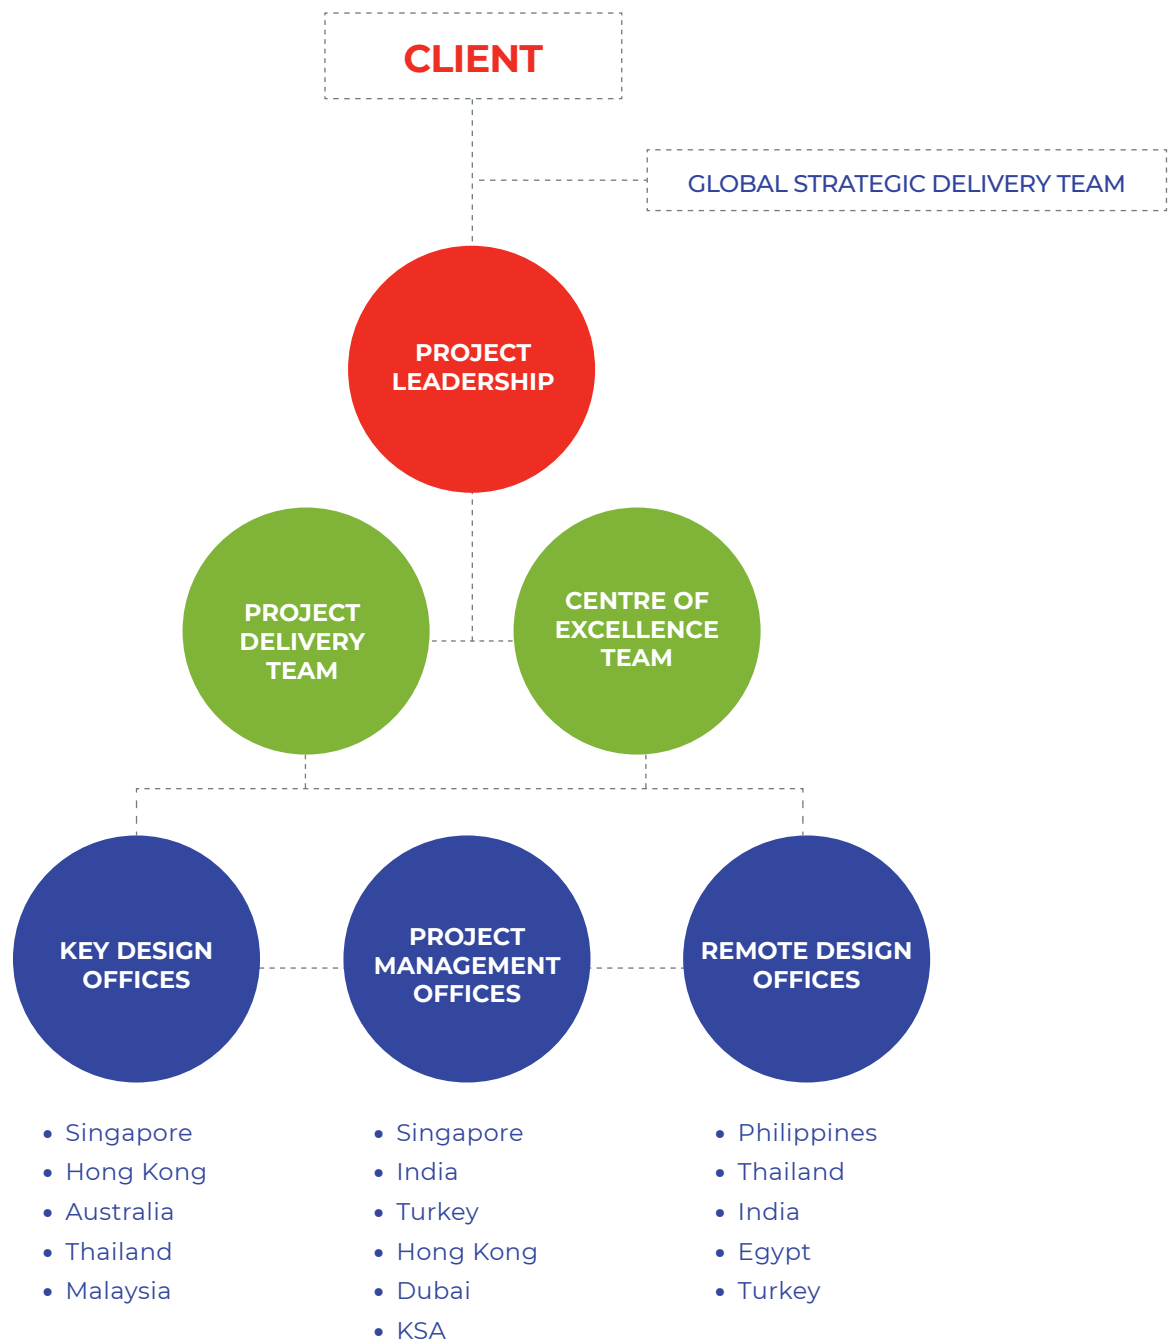 CLIENT
GLOBAL STRATEGIC DELIVERY TEAM
PROJECT
LEADERSHIP
PROJECT
DELIVERY
TEAM
CENTRE OF
EXCELLENCE
TEAM
KEY DESIGN
OFFICES
PROJECT
MANAGEMENT
OFFICES
REMOTE DESIGN
OFFICES
• Singapore
• Hong Kong
• Australia
• Thailand
• Malaysia
• Singapore
• India
• Turkey
• Hong Kong
• Dubai
• KSA
• Philippines
• Thailand
• India
• Egypt
• Turkey